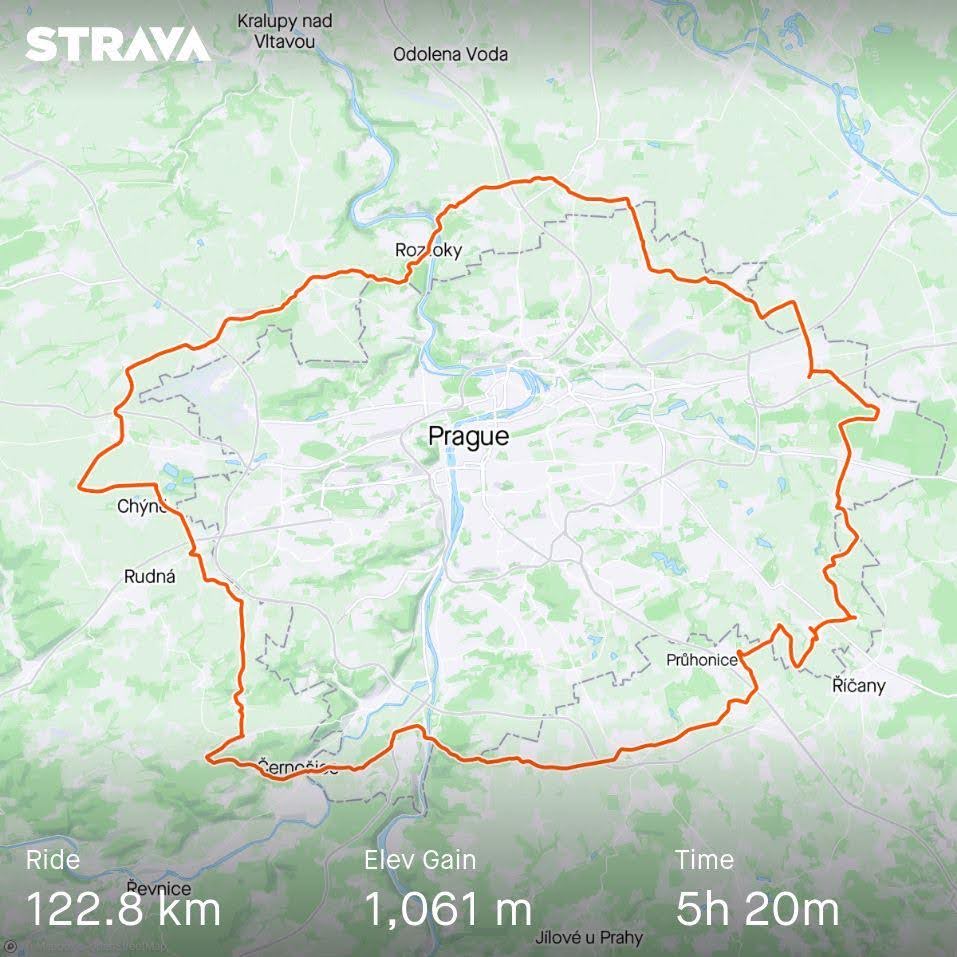 STRAVA
Kralupy nad
Vltavou
Odolena Voda
Roztoky
Prague
Chýně
Rudná
Průhonice
Říčany
Černošice
Ride
Elev Gain
Time
Řevnice
122.8 km
1,061 m
5h 20m
Jílové u Prahy
OpenStreetMap